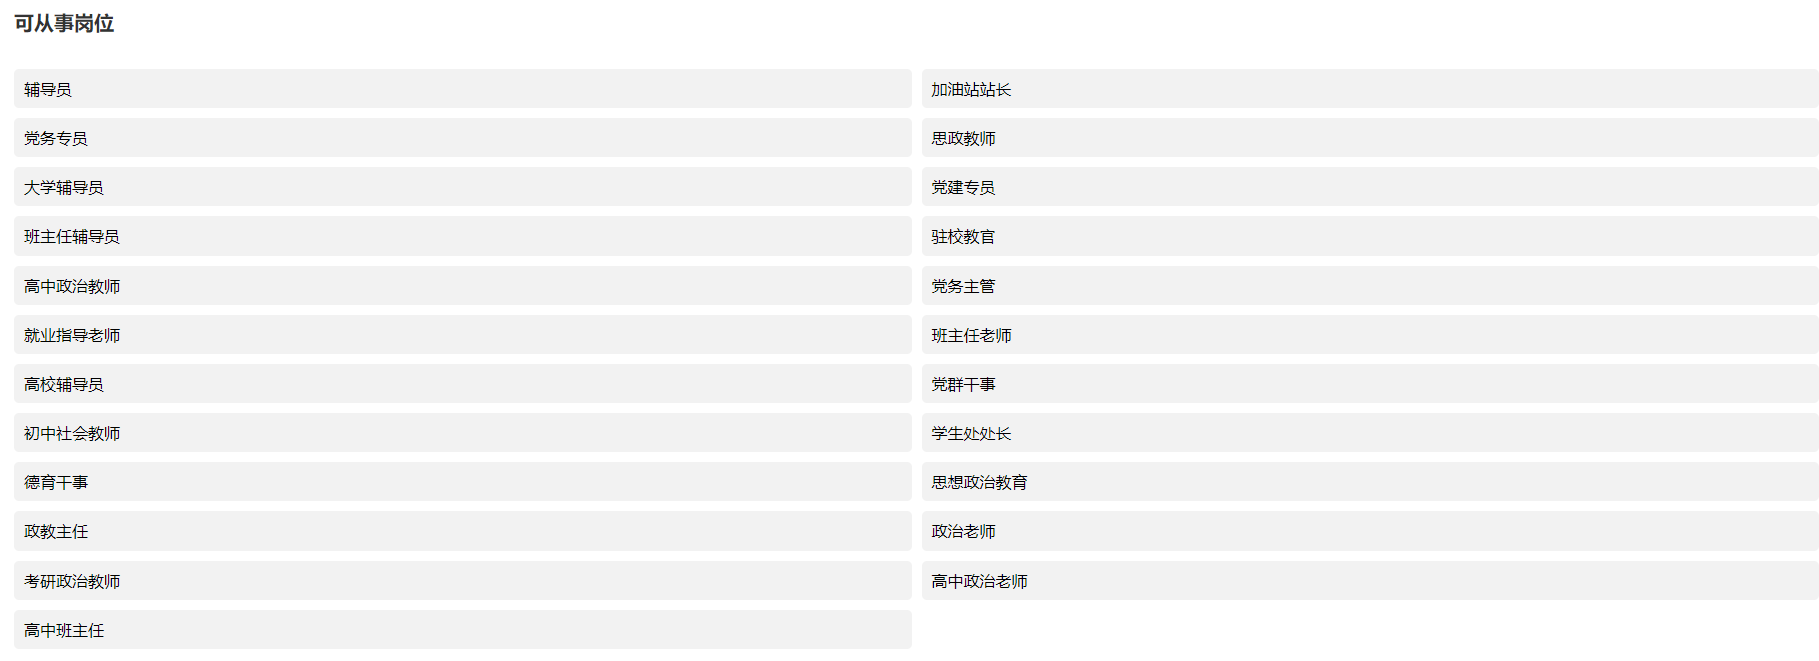 可从事岗位
辅导员
加油站站长
党务专员
思政教师
大学辅导员
党建专员
班主任辅导员
驻校教官
高中政治教师
党务主管
就业指导老师
班主任老师
高校辅导员
党群干事
初中社会教师
学生处处长
德育干事
思想政治教育
政教主任
政治老师
考研政治教师
高中政治老师
高中班主任